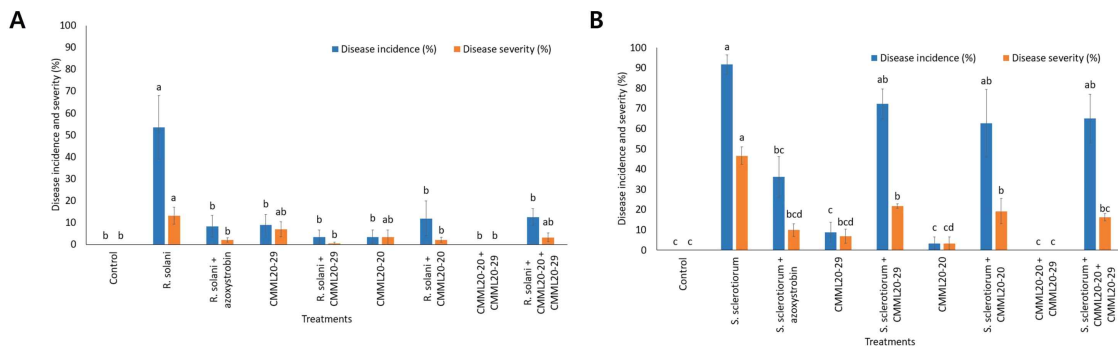 A
Disease incidence and severity (%)
100
90
80
70
60
50
40
30
20
10
0
Disease incidence (%)
Disease severity (%)
b
b
a
a
b
b
b
ab
b
b
b
ab
b
b
b
b
b
ab
Control
R. solani
R. solani +
azoxystrobin
CMML20-29
R. solani +
CMML20-29
CMML20-20
R. solani +
CMML20-20
CMML20-20 +
CMML20-29
R. solani +
CMML20-20 +
CMML20-29
Treatments
B
Disease incidence and severity (%)
100
90
80
70
60
50
40
30
20
10
0
Disease incidence (%)
Disease severity (%)
c
c
a
a
bc
bcd
c
bcd
ab
b
c
cd
ab
b
c
c
ab
bc
Control
S. sclerotiorum
S. sclerotiorum +
azoxystrobin
CMML20-29
S. sclerotiorum +
CMML20-29
CMML20-20
S. sclerotiorum +
CMML20-20
CMML20-20 +
CMML20-29
S. sclerotiorum +
CMML20-20 +
CMML20-29
Treatments